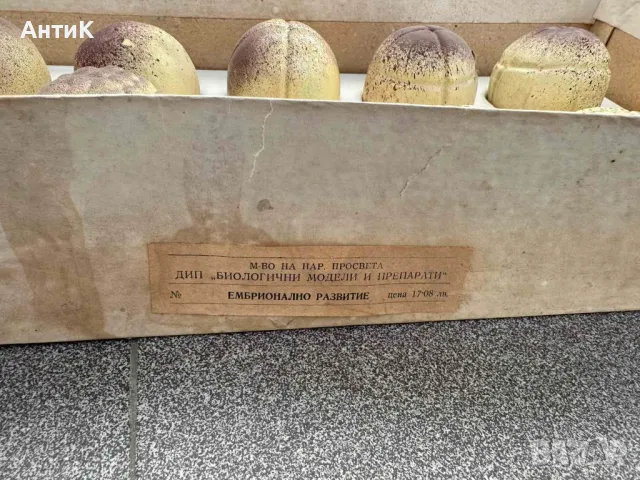 АнтиК
М-ВО НА НАР. ПРОСВЕТА
ДИП „БИОЛОГИЧНИ МОДЕЛИ И ПРЕПАРАТИ"
№ ЕМБРИОНАЛНО РАЗВИТИЕ цена 17·08 лв.